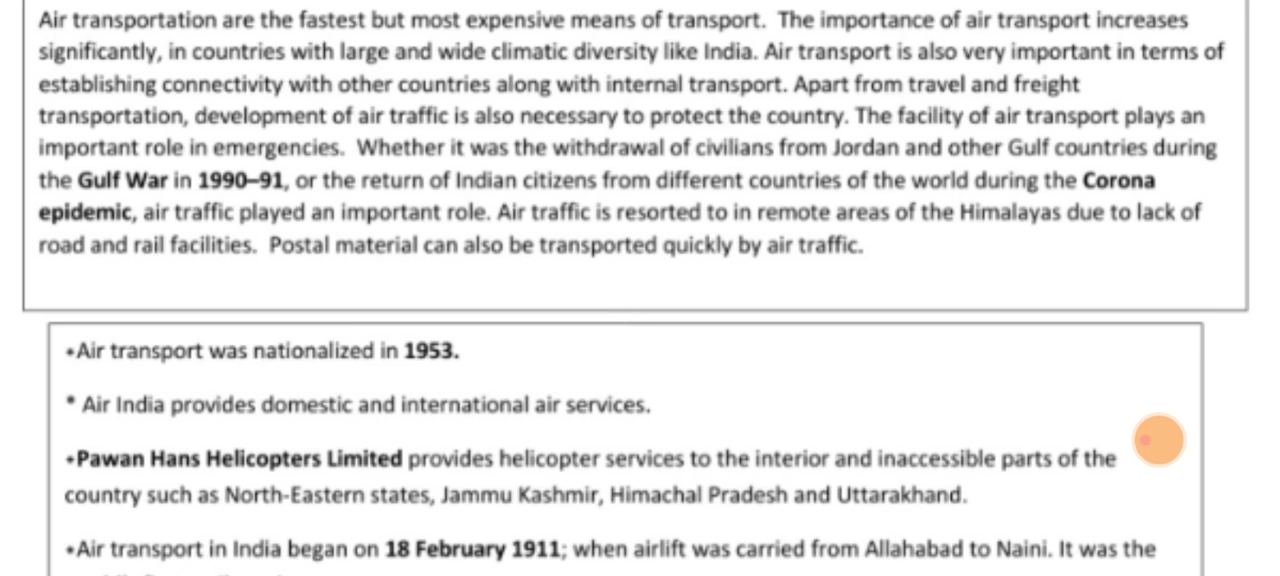 Air transportation are the fastest but most expensive means of transport.  The importance of air transport increases
significantly, in countries with large and wide climatic diversity like India. Air transport is also very important in terms of
establishing connectivity with other countries along with internal transport. Apart from travel and freight
transportation, development of air traffic is also necessary to protect the country. The facility of air transport plays an
important role in emergencies.  Whether it was the withdrawal of civilians from Jordan and other Gulf countries during
the Gulf War in 1990–91, or the return of Indian citizens from different countries of the world during the Corona
epidemic, air traffic played an important role. Air traffic is resorted to in remote areas of the Himalayas due to lack of
road and rail facilities.  Postal material can also be transported quickly by air traffic.
•Air transport was nationalized in 1953.
* Air India provides domestic and international air services.
•Pawan Hans Helicopters Limited provides helicopter services to the interior and inaccessible parts of the
country such as North-Eastern states, Jammu Kashmir, Himachal Pradesh and Uttarakhand.
•Air transport in India began on 18 February 1911; when airlift was carried from Allahabad to Naini. It was the